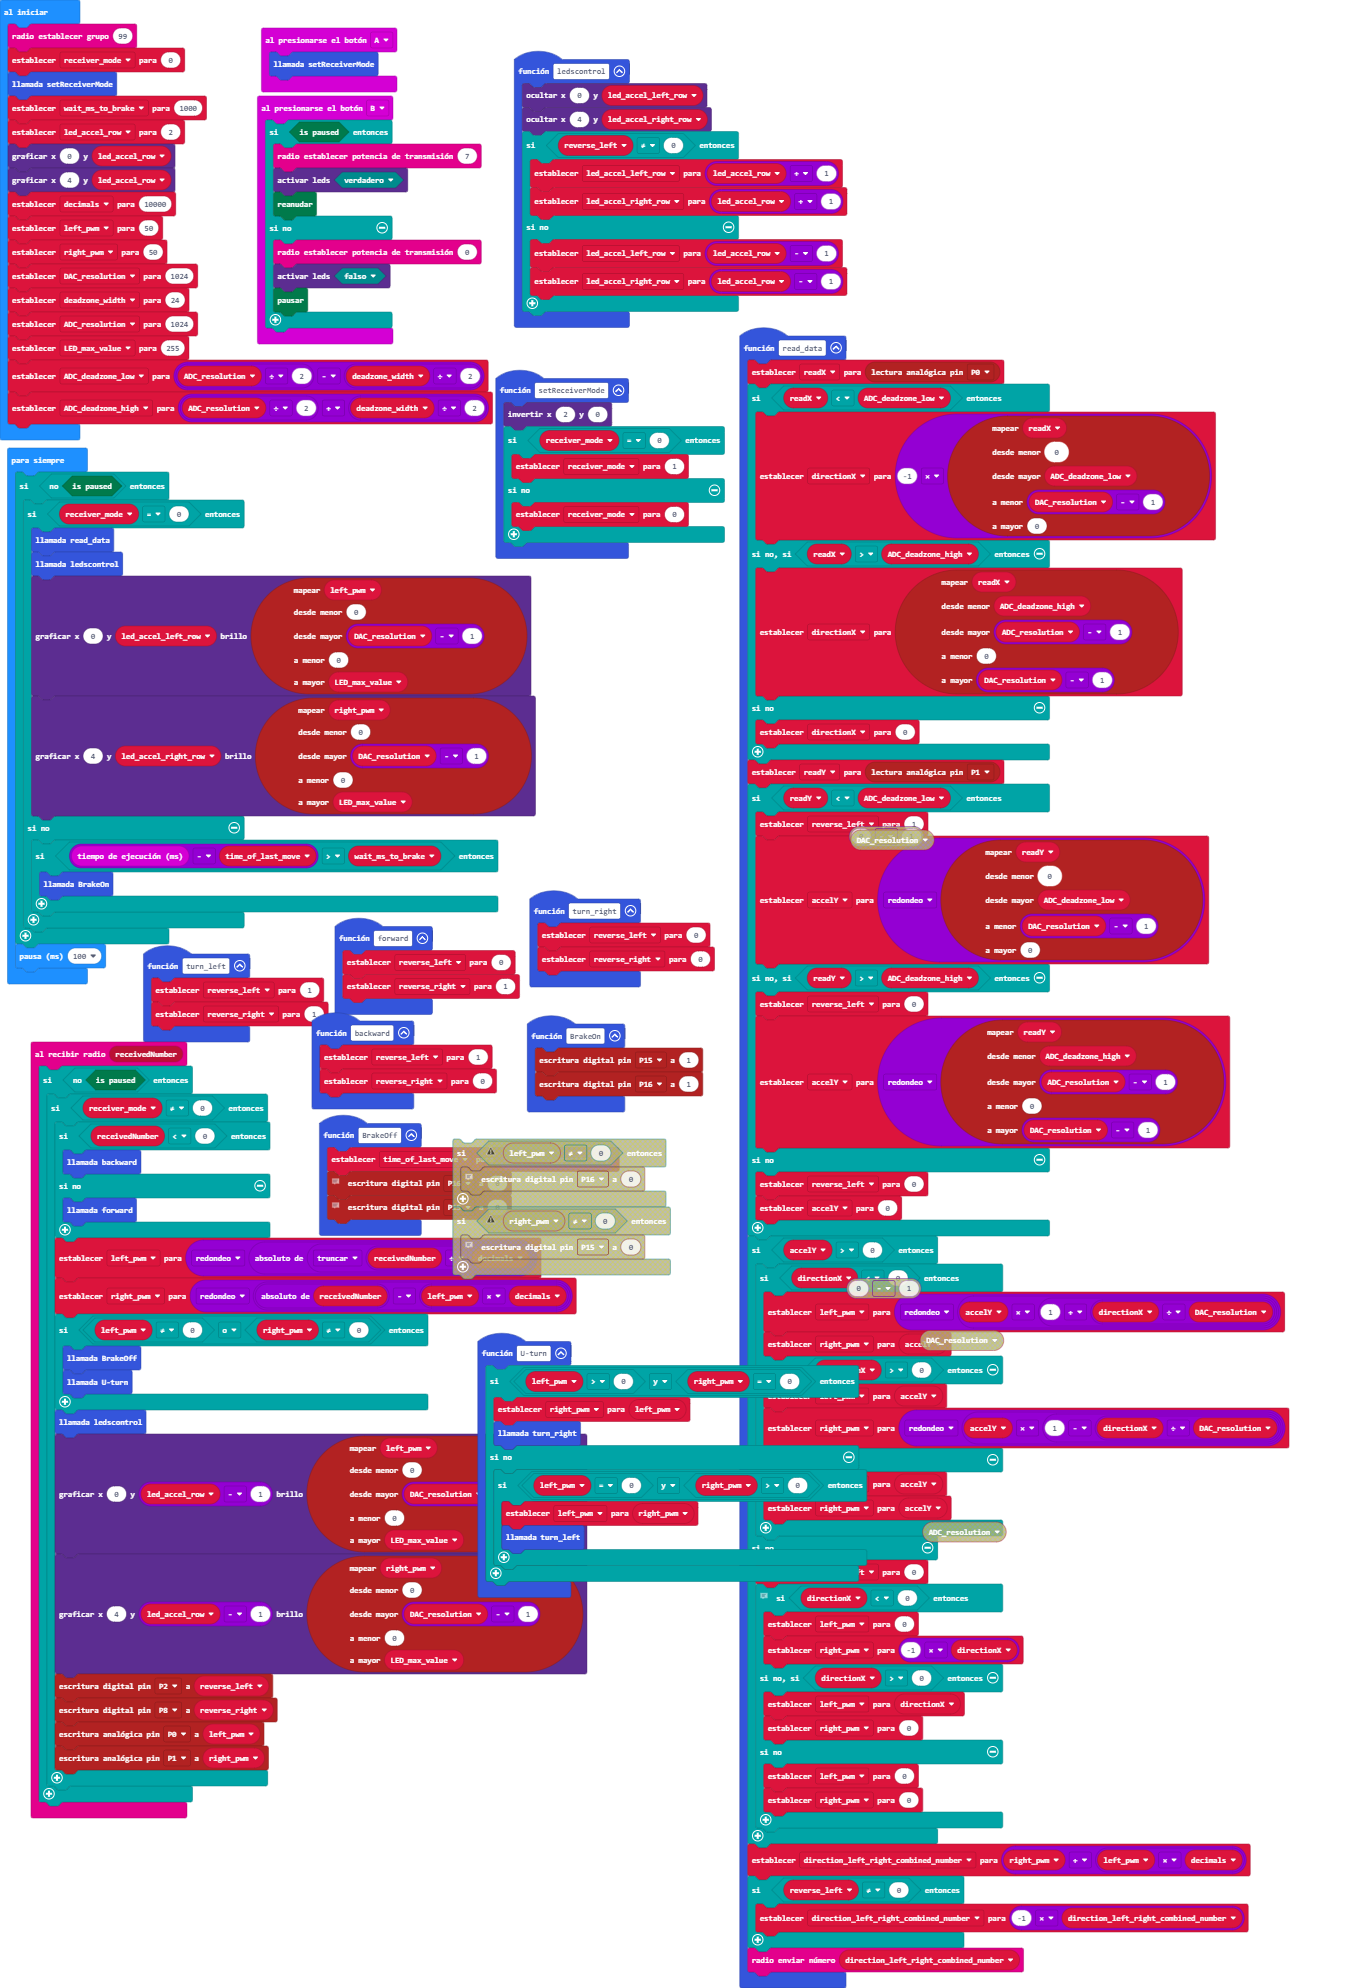 al iniciar
radio establecer grupo 99
establecer receiver_mode para 0
llamada setReceiverMode
establecer wait_ms_to_brake para 1000
establecer led_accel_row para 2
graficar x 0 y led_accel_row
graficar x 4 y led_accel_row
establecer decimals para 10000
establecer left_pwm para 50
establecer right_pwm para 50
establecer DAC_resolution para 1024
establecer deadzone_width para 24
establecer ADC_resolution para 1024
establecer LED_max_value para 255
establecer ADC_deadzone_low para ADC_resolution ÷ 2 - deadzone_width ÷ 2
establecer ADC_deadzone_high para ADC_resolution ÷ 2 + deadzone_width ÷ 2
al presionarse el botón A
llamada setReceiverMode
al presionarse el botón B
si is paused entonces
radio establecer potencia de transmisión 7
activar leds verdadero
reanudar
si no
radio establecer potencia de transmisión 0
activar leds falso
pausar
función ledscontrol
ocultar x 0 y led_accel_left_row
ocultar x 4 y led_accel_right_row
si reverse_left ≠ 0 entonces
establecer led_accel_left_row para led_accel_row + 1
establecer led_accel_right_row para led_accel_row + 1
si no
establecer led_accel_left_row para led_accel_row - 1
establecer led_accel_right_row para led_accel_row - 1
función setReceiverMode
invertir x 2 y 0
si receiver_mode = 0 entonces
establecer receiver_mode para 1
si no
establecer receiver_mode para 0
para siempre
si no is paused entonces
si receiver_mode = 0 entonces
llamada read_data
llamada ledscontrol
graficar x 0 y led_accel_left_row brillo
mapear left_pwm
desde menor 0
desde mayor DAC_resolution - 1
a menor 0
a mayor LED_max_value
graficar x 4 y led_accel_right_row brillo
mapear right_pwm
desde menor 0
desde mayor DAC_resolution - 1
a menor 0
a mayor LED_max_value
si no
si tiempo de ejecución (ms) - time_of_last_move > wait_ms_to_brake entonces
llamada BrakeOn
pausa (ms) 100
función turn_left
establecer reverse_left para 1
establecer reverse_right para 1
función forward
establecer reverse_left para 0
establecer reverse_right para 1
función turn_right
establecer reverse_left para 0
establecer reverse_right para 0
función backward
establecer reverse_left para 1
establecer reverse_right para 0
función BrakeOn
escritura digital pin P15 a 1
escritura digital pin P16 a 1
función BrakeOff
establecer time_of_last_mov
escritura digital pin
escritura digital pin
si left_pwm ≠ 0 entonces
escritura digital pin P16 a 0
si right_pwm ≠ 0 entonces
escritura digital pin P15 a 0
al recibir radio receivedNumber
si no is paused entonces
si receiver_mode ≠ 0 entonces
si receivedNumber < 0 entonces
llamada backward
si no
llamada forward
establecer left_pwm para redondeo absoluto de truncar receivedNumber ÷ decimals
establecer right_pwm para redondeo absoluto de receivedNumber - left_pwm × decimals
si left_pwm ≠ 0 o right_pwm ≠ 0 entonces
llamada BrakeOff
llamada U-turn
llamada ledscontrol
graficar x 0 y led_accel_row - 1 brillo
mapear left_pwm
desde menor 0
desde mayor DAC_resolution
a menor 0
a mayor LED_max_value
graficar x 4 y led_accel_row - 1 brillo
mapear right_pwm
desde menor 0
desde mayor DAC_resolution - 1
a menor 0
a mayor LED_max_value
escritura digital pin P2 a reverse_left
escritura digital pin P8 a reverse_right
escritura analógica pin P0 a left_pwm
escritura analógica pin P1 a right_pwm
función U-turn
si left_pwm > 0 y right_pwm = 0 entonces
establecer right_pwm para left_pwm
llamada turn_right
si no
si left_pwm = 0 y right_pwm > 0 entonces
establecer left_pwm para right_pwm
llamada turn_left
función read_data
establecer readX para lectura analógica pin P0
si readX < ADC_deadzone_low entonces
establecer directionX para -1 ×
mapear readX
desde menor 0
desde mayor ADC_deadzone_low
a menor DAC_resolution - 1
a mayor 0
si no, si readX > ADC_deadzone_high entonces
establecer directionX para
mapear readX
desde menor ADC_deadzone_high
desde mayor ADC_resolution - 1
a menor 0
a mayor DAC_resolution - 1
si no
establecer directionX para 0
establecer readY para lectura analógica pin P1
si readY < ADC_deadzone_low entonces
establecer reverse_left para 1
DAC_resolution
establecer accelY para redondeo
mapear readY
desde menor 0
desde mayor ADC_deadzone_low
a menor DAC_resolution - 1
a mayor 0
si no, si readY > ADC_deadzone_high entonces
establecer reverse_left para 0
establecer accelY para redondeo
mapear readY
desde menor ADC_deadzone_high
desde mayor ADC_resolution - 1
a menor 0
a mayor DAC_resolution - 1
si no
establecer reverse_left para 0
establecer accelY para 0
si accelY > 0 entonces
si directionX < 0 entonces
0 - 1
establecer left_pwm para redondeo accelY × 1 + directionX ÷ DAC_resolution
establecer right_pwm para acce
DAC_resolution
X > 0 entonces
para accelY
establecer right_pwm para redondeo accelY × 1 - directionX ÷ DAC_resolution
para accelY
establecer right_pwm para accelY
ADC_resolution
si no
para 0
si directionX < 0 entonces
establecer left_pwm para 0
establecer right_pwm para -1 × directionX
si no, si directionX > 0 entonces
establecer left_pwm para directionX
establecer right_pwm para 0
si no
establecer left_pwm para 0
establecer right_pwm para 0
establecer direction_left_right_combined_number para right_pwm + left_pwm × decimals
si reverse_left ≠ 0 entonces
establecer direction_left_right_combined_number para -1 × direction_left_right_combined_number
radio enviar número direction_left_right_combined_number